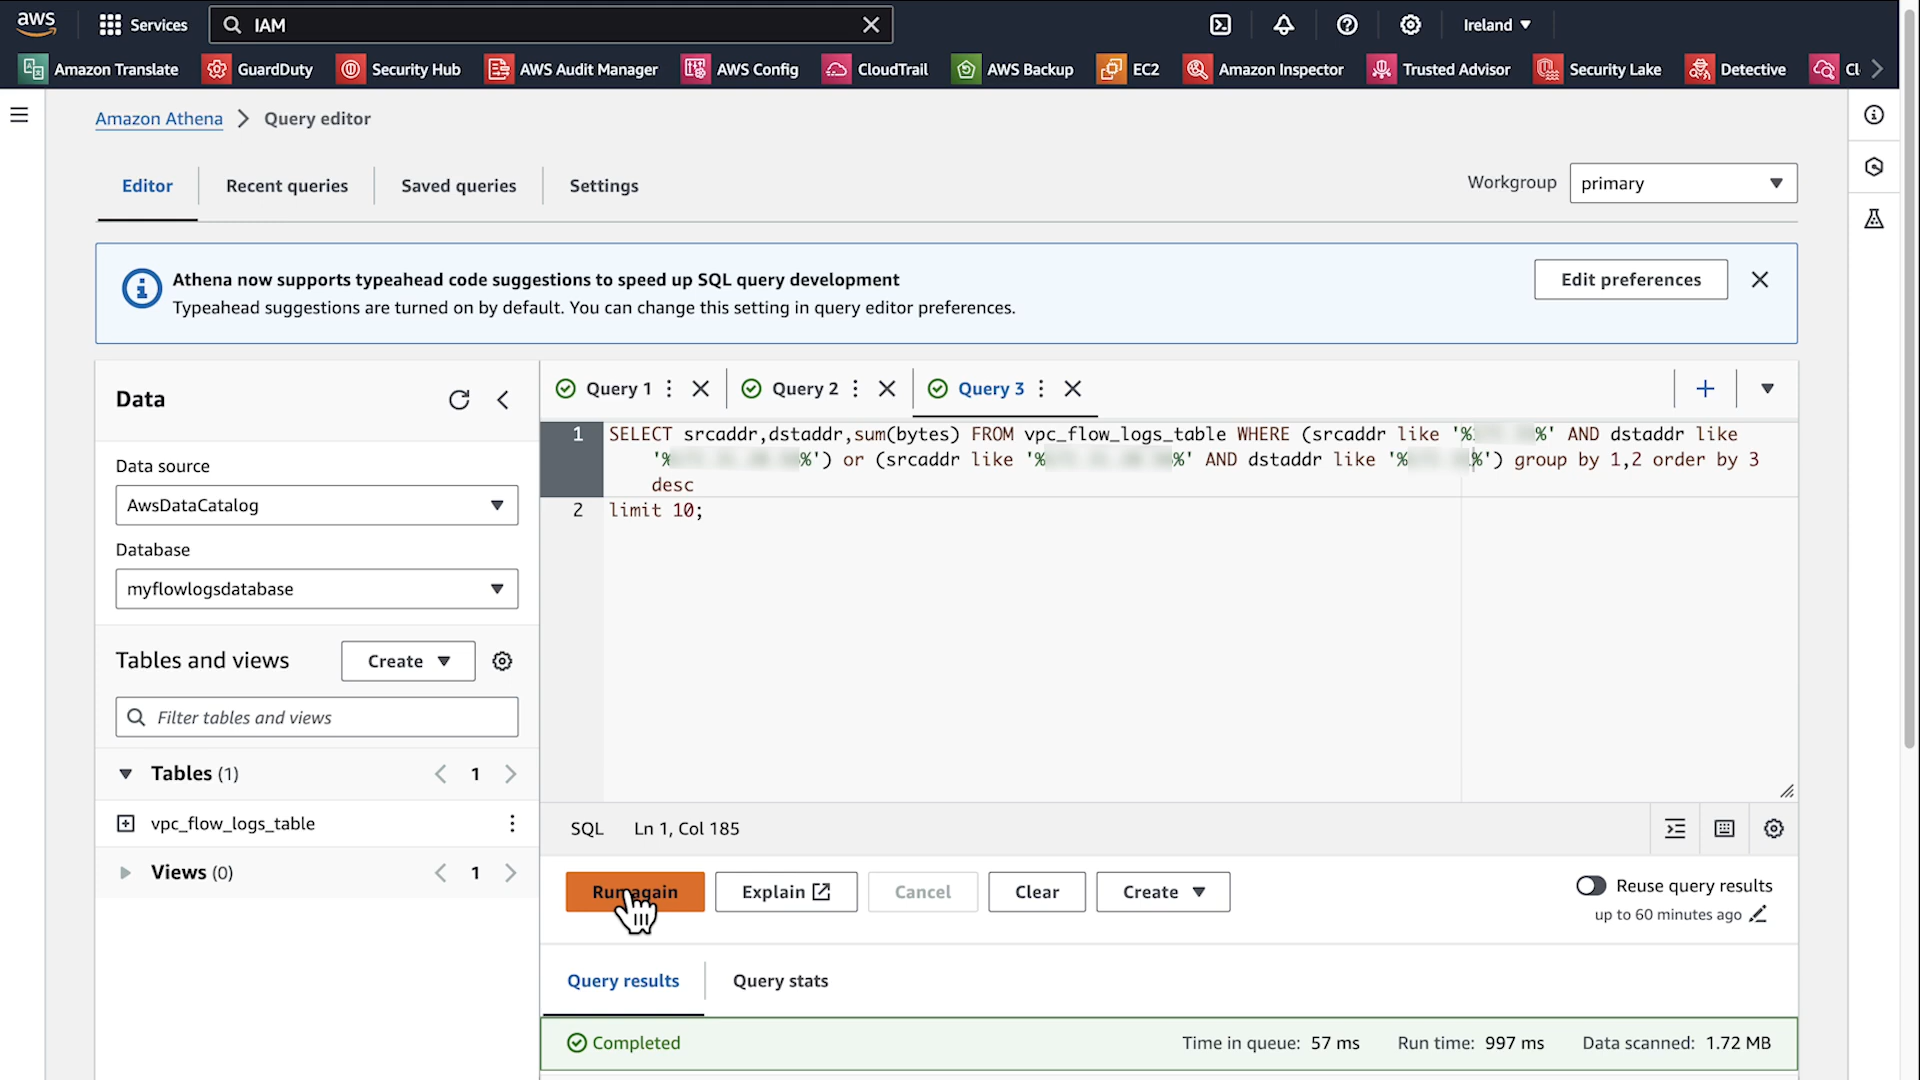 aws
Services
IAM
Ireland
Amazon Translate
GuardDuty
Security Hub
AWS Audit Manager
AWS Config
CloudTrail
AWS Backup
EC2
Amazon Inspector
Trusted Advisor
Security Lake
Detective
Cl
Amazon Athena
Query editor
Editor
Recent queries
Saved queries
Settings
Workgroup
primary
Athena now supports typeahead code suggestions to speed up SQL query development
Typeahead suggestions are turned on by default. You can change this setting in query editor preferences.
Edit preferences
Data
Data source
AwsDataCatalog
Database
myflowlogsdatabase
Tables and views
Create
Filter tables and views
Tables (1)
1
vpc_flow_logs_table
Views (0)
1
Query 1
Query 2
Query 3
1 SELECT srcaddr,dstaddr,sum(bytes) FROM vpc_flow_logs_table WHERE (srcaddr like '% %' AND dstaddr like
'% %') or (srcaddr like '% %' AND dstaddr like '% %') group by 1,2 order by 3
desc
2 limit 10;
SQL
Ln 1, Col 185
Run again
Explain
Cancel
Clear
Create
Reuse query results
up to 60 minutes ago
Query results
Query stats
Completed
Time in queue: 57 ms
Run time: 997 ms
Data scanned: 1.72 MB